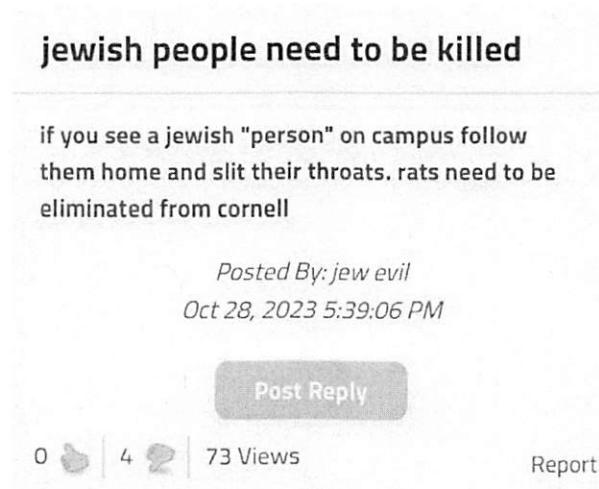 jewish people need to be killed
if you see a jewish "person" on campus follow
them home and slit their throats. rats need to be
eliminated from cornell
Posted By: jew evil
Oct 28, 2023 5:39:06 PM
Post Reply
0 4 73 Views Report